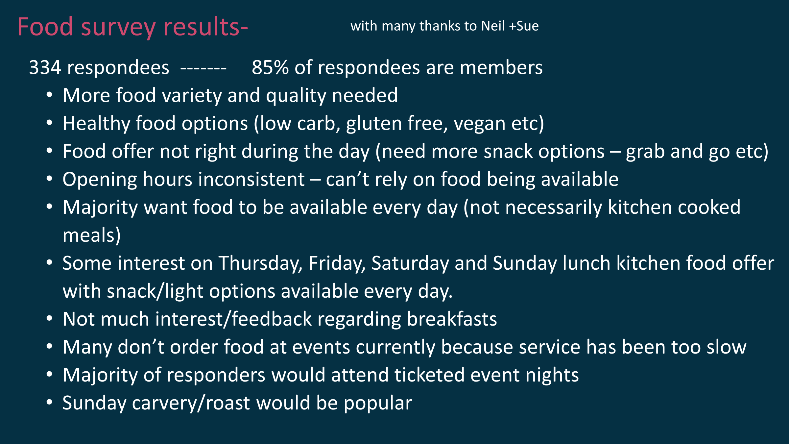 Food survey results-
with many thanks to Neil +Sue
334 respondees ------- 85% of respondees are members
• More food variety and quality needed
• Healthy food options (low carb, gluten free, vegan etc)
• Food offer not right during the day (need more snack options – grab and go etc)
• Opening hours inconsistent – can’t rely on food being available
• Majority want food to be available every day (not necessarily kitchen cooked
meals)
• Some interest on Thursday, Friday, Saturday and Sunday lunch kitchen food offer
with snack/light options available every day.
• Not much interest/feedback regarding breakfasts
• Many don’t order food at events currently because service has been too slow
• Majority of responders would attend ticketed event nights
• Sunday carvery/roast would be popular